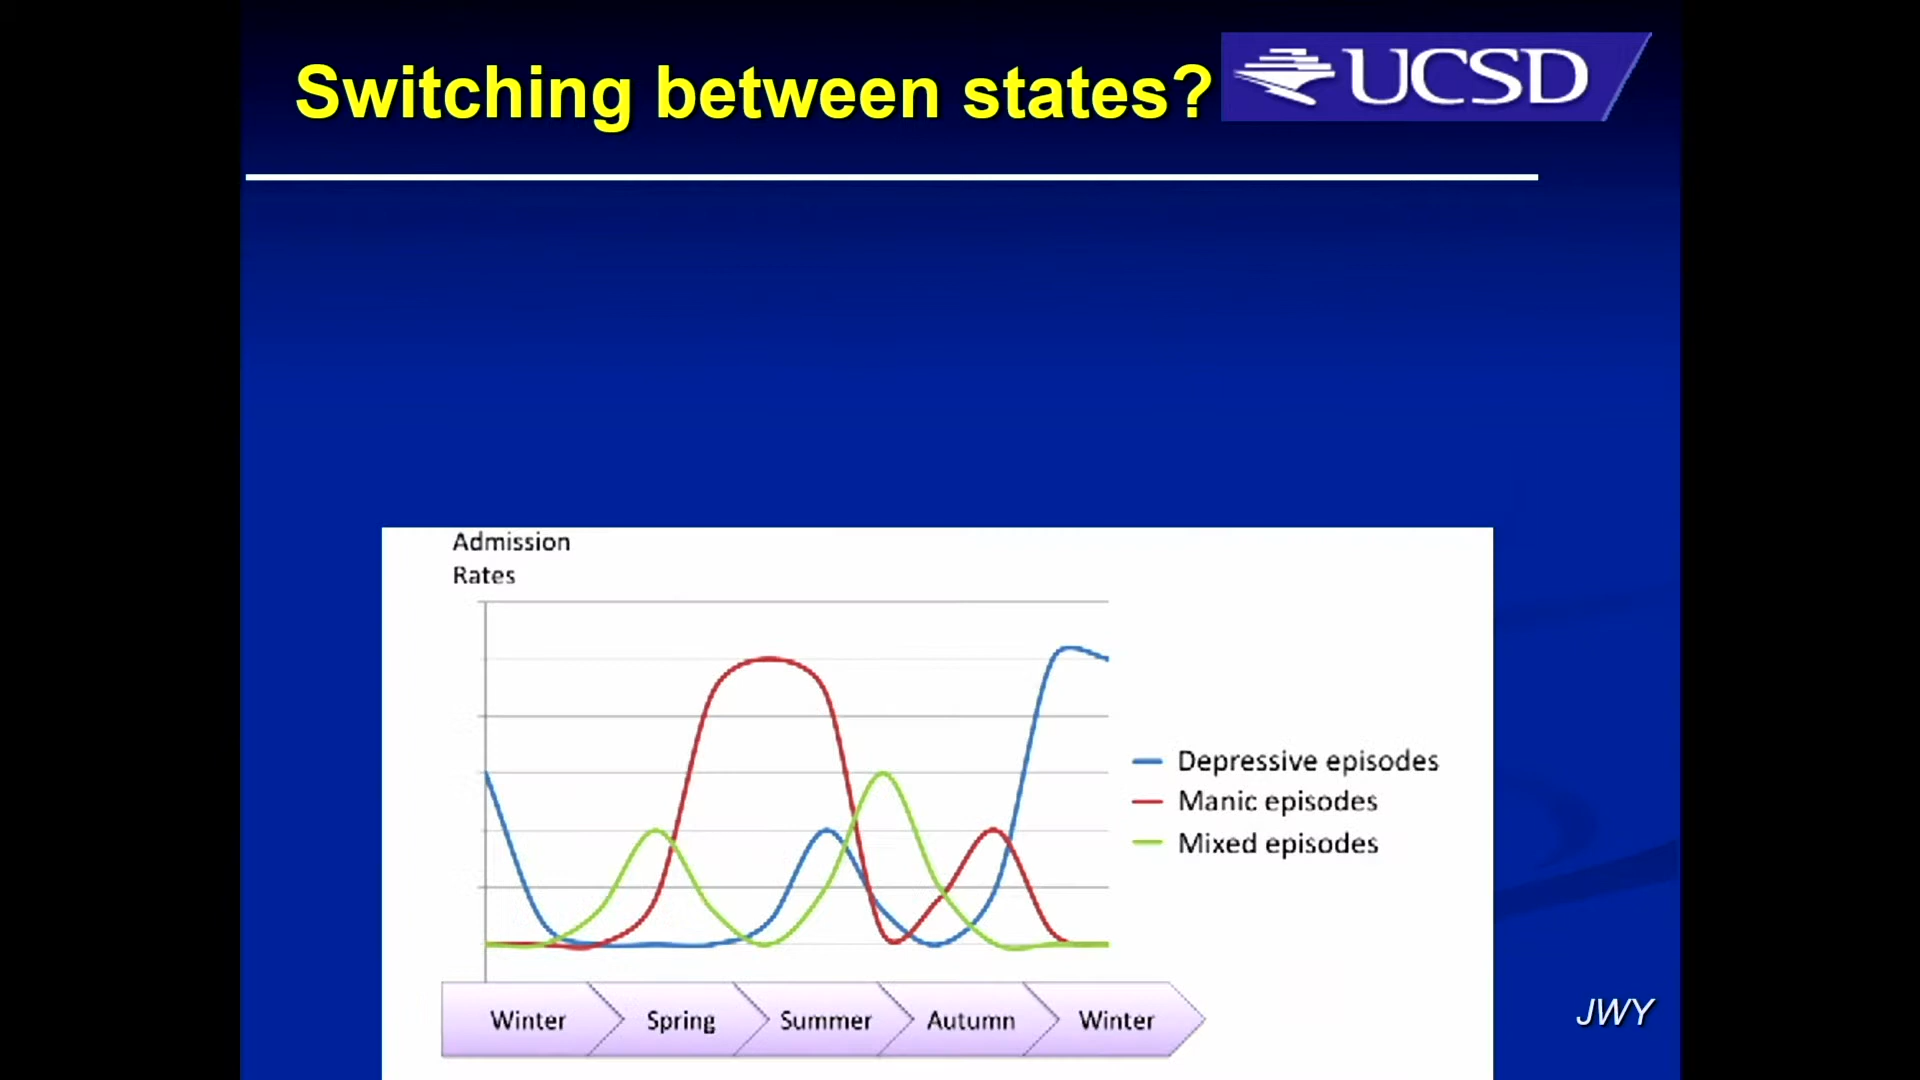 Switching between states?
UCSD
Admission
Rates
Depressive episodes
Manic episodes
Mixed episodes
Winter
Spring
Summer
Autumn
Winter
JWY